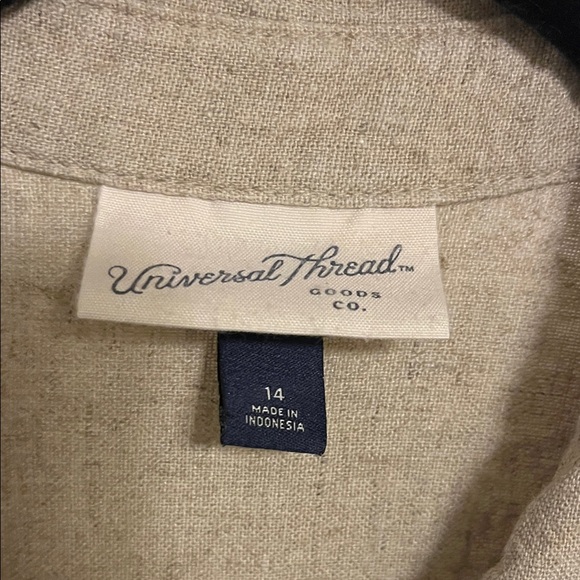 Universal Thread™
GOODS
CO.
14
MADE IN
INDONESIA